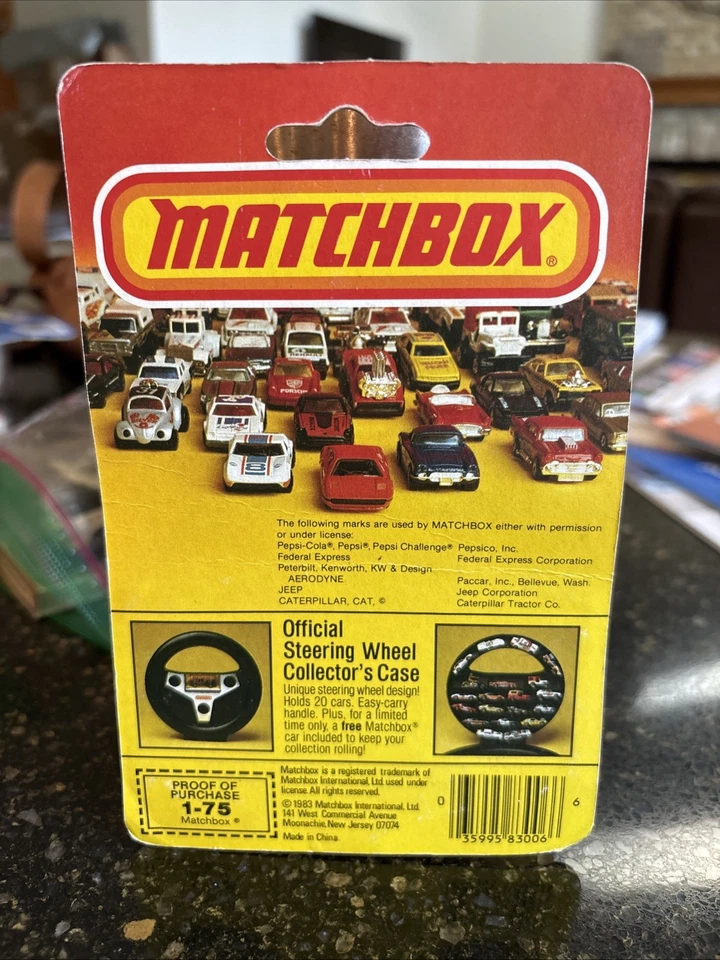 MATCHBOX®
RENAULT
PORSCHE
8
The following marks are used by MATCHBOX either with permission
or under license:
Pepsi-Cola®, Pepsi®, Pepsi Challenge® Pepsico, Inc.
Federal Express Federal Express Corporation
Peterbilt, Kenworth, KW & Design
AERODYNE Paccar, Inc., Bellevue, Wash.
JEEP Jeep Corporation
CATERPILLAR, CAT, © Caterpillar Tractor Co.
Official
Steering Wheel
Collector's Case
Unique steering wheel design!
Holds 20 cars. Easy-carry
handle. Plus, for a limited
time only, a free Matchbox®
car included to keep your
collection rolling!
PROOF OF
PURCHASE
1-75
Matchbox ®
Matchbox is a registered trademark of
Matchbox International, Ltd. used under
license. All rights reserved.
© 1983 Matchbox International, Ltd.
141 West Commercial Avenue
Moonachie, New Jersey 07074
Made in China
0 35995 83006 6